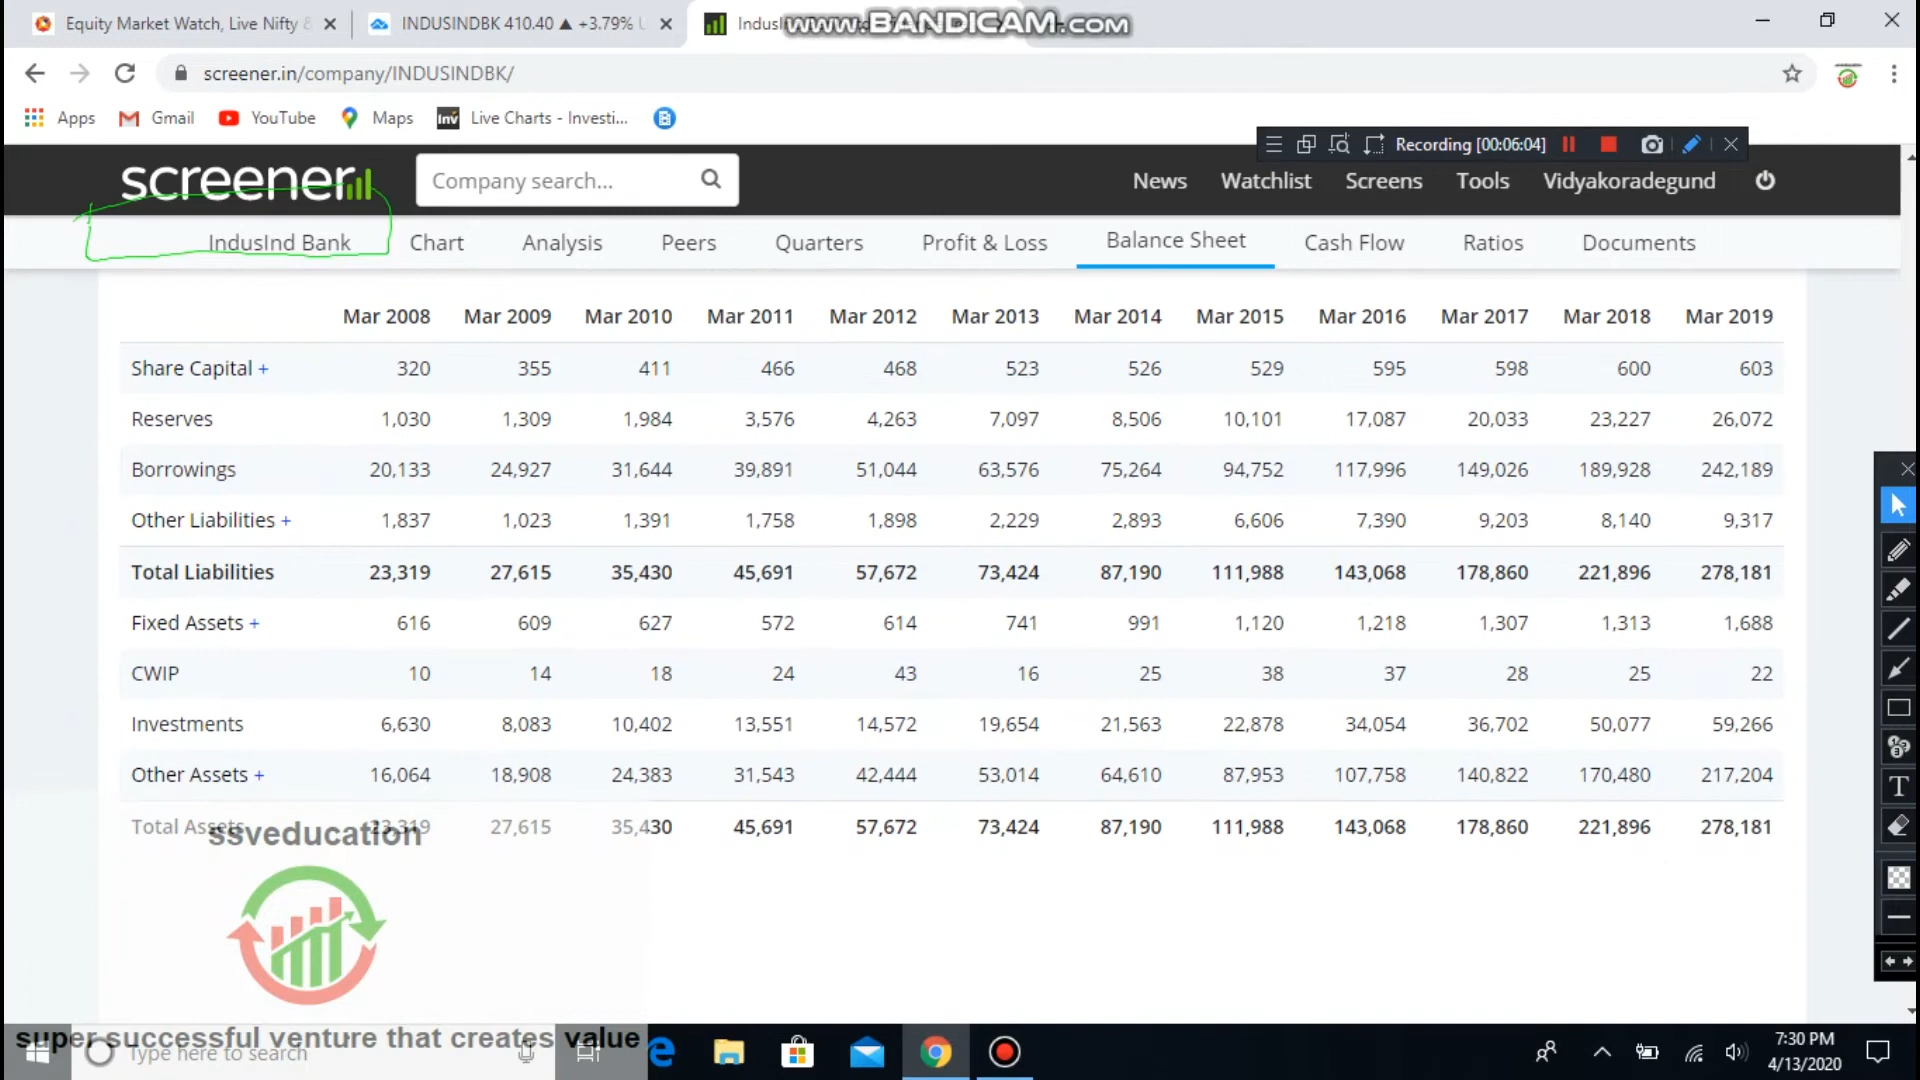 Equity Market Watch, Live Nifty &
INDUSINDBK 410.40 ▲ +3.79%
www.BANDICAM.com
screener.in/company/INDUSINDBK/
Apps Gmail YouTube Maps Inv Live Charts - Investi...
Recording [00:06:04]
screener Company search... News Watchlist Screens Tools Vidyakoradegund
IndusInd Bank Chart Analysis Peers Quarters Profit & Loss Balance Sheet Cash Flow Ratios Documents
Mar 2008 Mar 2009 Mar 2010 Mar 2011 Mar 2012 Mar 2013 Mar 2014 Mar 2015 Mar 2016 Mar 2017 Mar 2018 Mar 2019
Share Capital + 320 355 411 466 468 523 526 529 595 598 600 603
Reserves 1,030 1,309 1,984 3,576 4,263 7,097 8,506 10,101 17,087 20,033 23,227 26,072
Borrowings 20,133 24,927 31,644 39,891 51,044 63,576 75,264 94,752 117,996 149,026 189,928 242,189
Other Liabilities + 1,837 1,023 1,391 1,758 1,898 2,229 2,893 6,606 7,390 9,203 8,140 9,317
Total Liabilities 23,319 27,615 35,430 45,691 57,672 73,424 87,190 111,988 143,068 178,860 221,896 278,181
Fixed Assets + 616 609 627 572 614 741 991 1,120 1,218 1,307 1,313 1,688
CWIP 10 14 18 24 43 16 25 38 37 28 25 22
Investments 6,630 8,083 10,402 13,551 14,572 19,654 21,563 22,878 34,054 36,702 50,077 59,266
Other Assets + 16,064 18,908 24,383 31,543 42,444 53,014 64,610 87,953 107,758 140,822 170,480 217,204
Total Assets 23,319 27,615 35,430 45,691 57,672 73,424 87,190 111,988 143,068 178,860 221,896 278,181
ssveducation
super successful venture that creates value
Type here to search
7:30 PM
4/13/2020